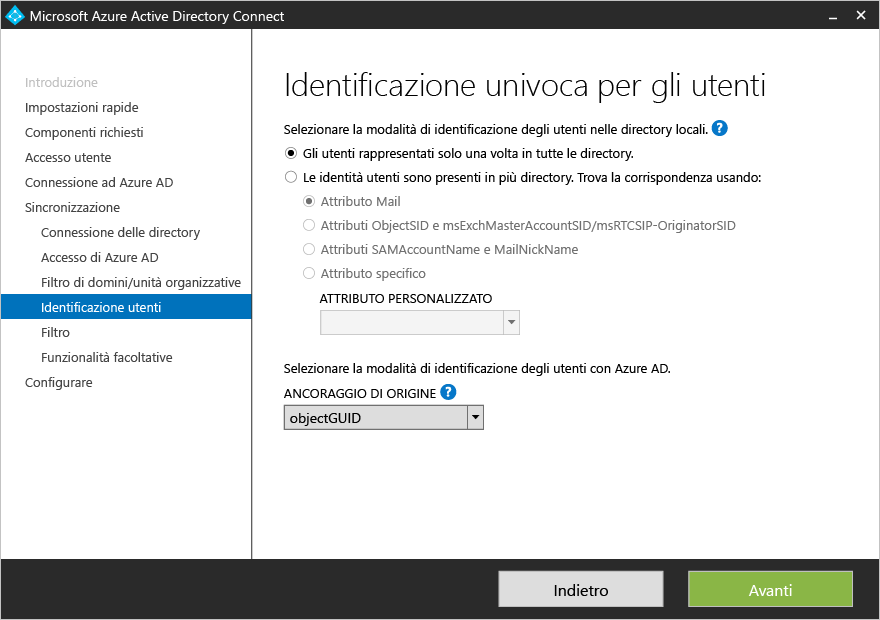 Microsoft Azure Active Directory Connect
Introduzione
Impostazioni rapide
Componenti richiesti
Accesso utente
Connessione ad Azure AD
Sincronizzazione
Connessione delle directory
Accesso di Azure AD
Filtro di domini/unità organizzative
Identificazione utenti
Filtro
Funzionalità facoltative
Configurare
Identificazione univoca per gli utenti
Selezionare la modalità di identificazione degli utenti nelle directory locali. ?
Gli utenti rappresentati solo una volta in tutte le directory.
Le identità utenti sono presenti in più directory. Trova la corrispondenza usando:
Attributo Mail
Attributi ObjectSID e msExchMasterAccountSID/msRTCSIP-OriginatorSID
Attributi SAMAccountName e MailNickName
Attributo specifico
ATTRIBUTO PERSONALIZZATO
Selezionare la modalità di identificazione degli utenti con Azure AD.
ANCORAGGIO DI ORIGINE ?
objectGUID
Indietro
Avanti